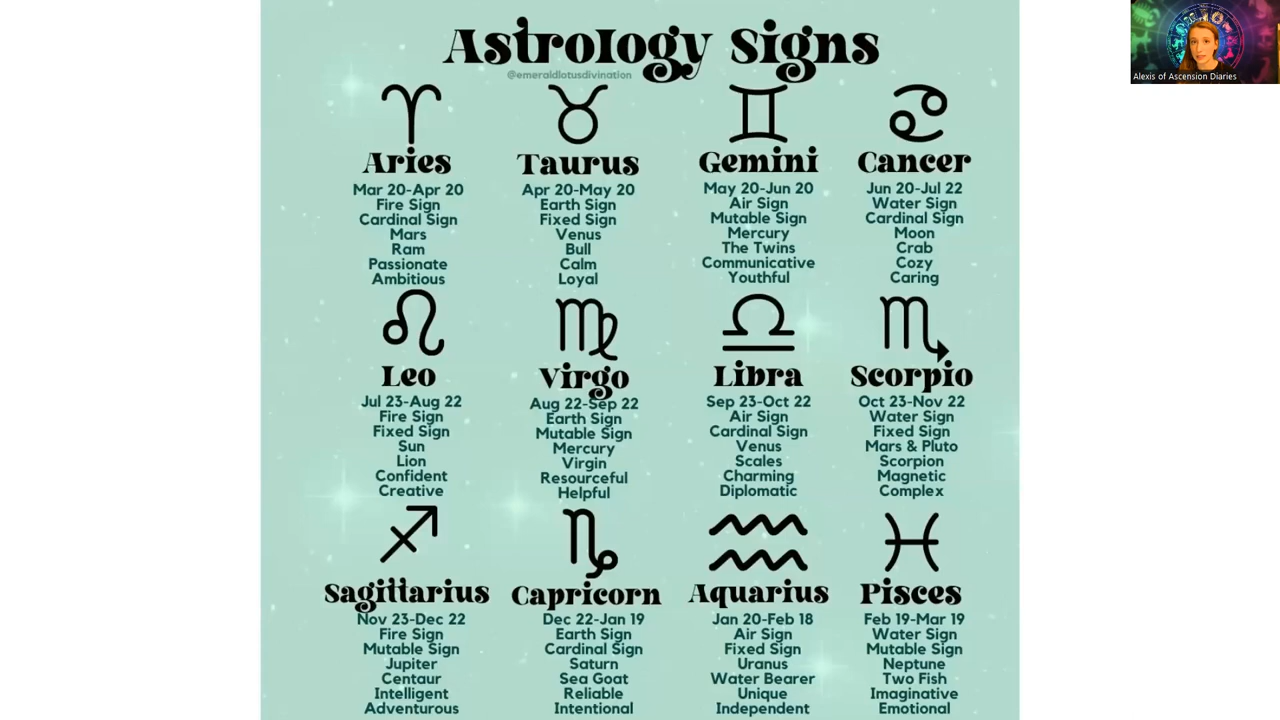 Astrology Signs
@emeraldlotusdivination
Alexis of Ascension Diaries
Aries
Mar 20-Apr 20
Fire Sign
Cardinal Sign
Mars
Ram
Passionate
Ambitious
Taurus
Apr 20-May 20
Earth Sign
Fixed Sign
Venus
Bull
Calm
Loyal
Gemini
May 20-Jun 20
Air Sign
Mutable Sign
Mercury
The Twins
Communicative
Youthful
Cancer
Jun 20-Jul 22
Water Sign
Cardinal Sign
Moon
Crab
Cozy
Caring
Leo
Jul 23-Aug 22
Fire Sign
Fixed Sign
Sun
Lion
Confident
Creative
Virgo
Aug 22-Sep 22
Earth Sign
Mutable Sign
Mercury
Virgin
Resourceful
Helpful
Libra
Sep 23-Oct 22
Air Sign
Cardinal Sign
Venus
Scales
Charming
Diplomatic
Scorpio
Oct 23-Nov 22
Water Sign
Fixed Sign
Mars & Pluto
Scorpion
Magnetic
Complex
Sagittarius
Nov 23-Dec 22
Fire Sign
Mutable Sign
Jupiter
Centaur
Intelligent
Adventurous
Capricorn
Dec 22-Jan 19
Earth Sign
Cardinal Sign
Saturn
Sea Goat
Reliable
Intentional
Aquarius
Jan 20-Feb 18
Air Sign
Fixed Sign
Uranus
Water Bearer
Unique
Independent
Pisces
Feb 19-Mar 19
Water Sign
Mutable Sign
Neptune
Two Fish
Imaginative
Emotional